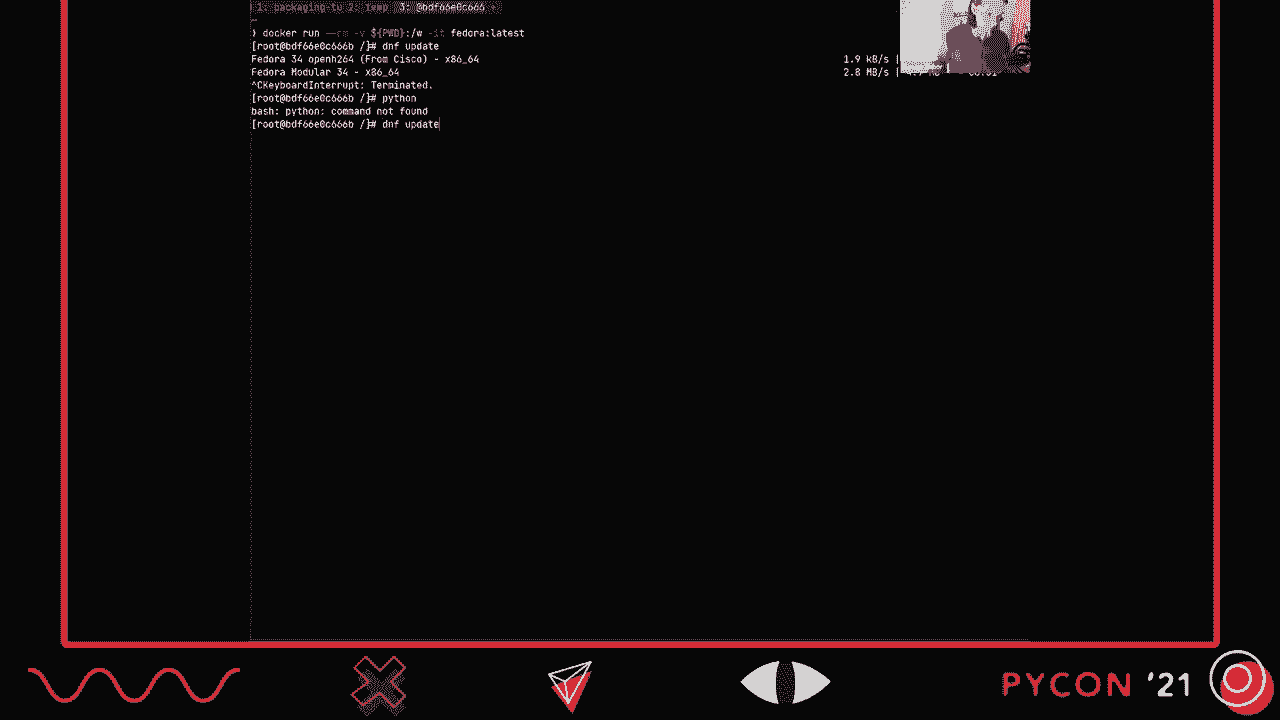 1: packaging-tu 2: temp 3: @bdf66e0c666
~
❯ docker run --rm -v ${PWD}:/w -it fedora:latest
[root@bdf66e0c666b /]# dnf update
Fedora 34 openh264 (From Cisco) - x86_64 1.9 kB/s |
Fedora Modular 34 - x86_64 2.8 MB/s |
^CKeyboardInterrupt: Terminated.
[root@bdf66e0c666b /]# python
bash: python: command not found
[root@bdf66e0c666b /]# dnf update
PYCON '21